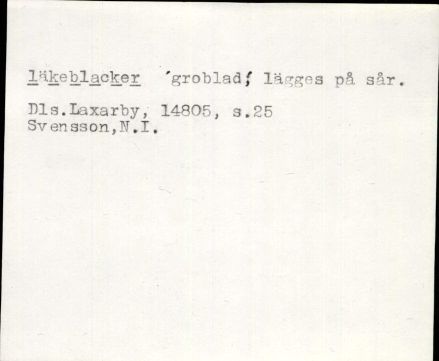 läkeblacker 'groblad', lägges på sår.
Dls.Laxarby, 14805, s.25
Svensson,N.I.